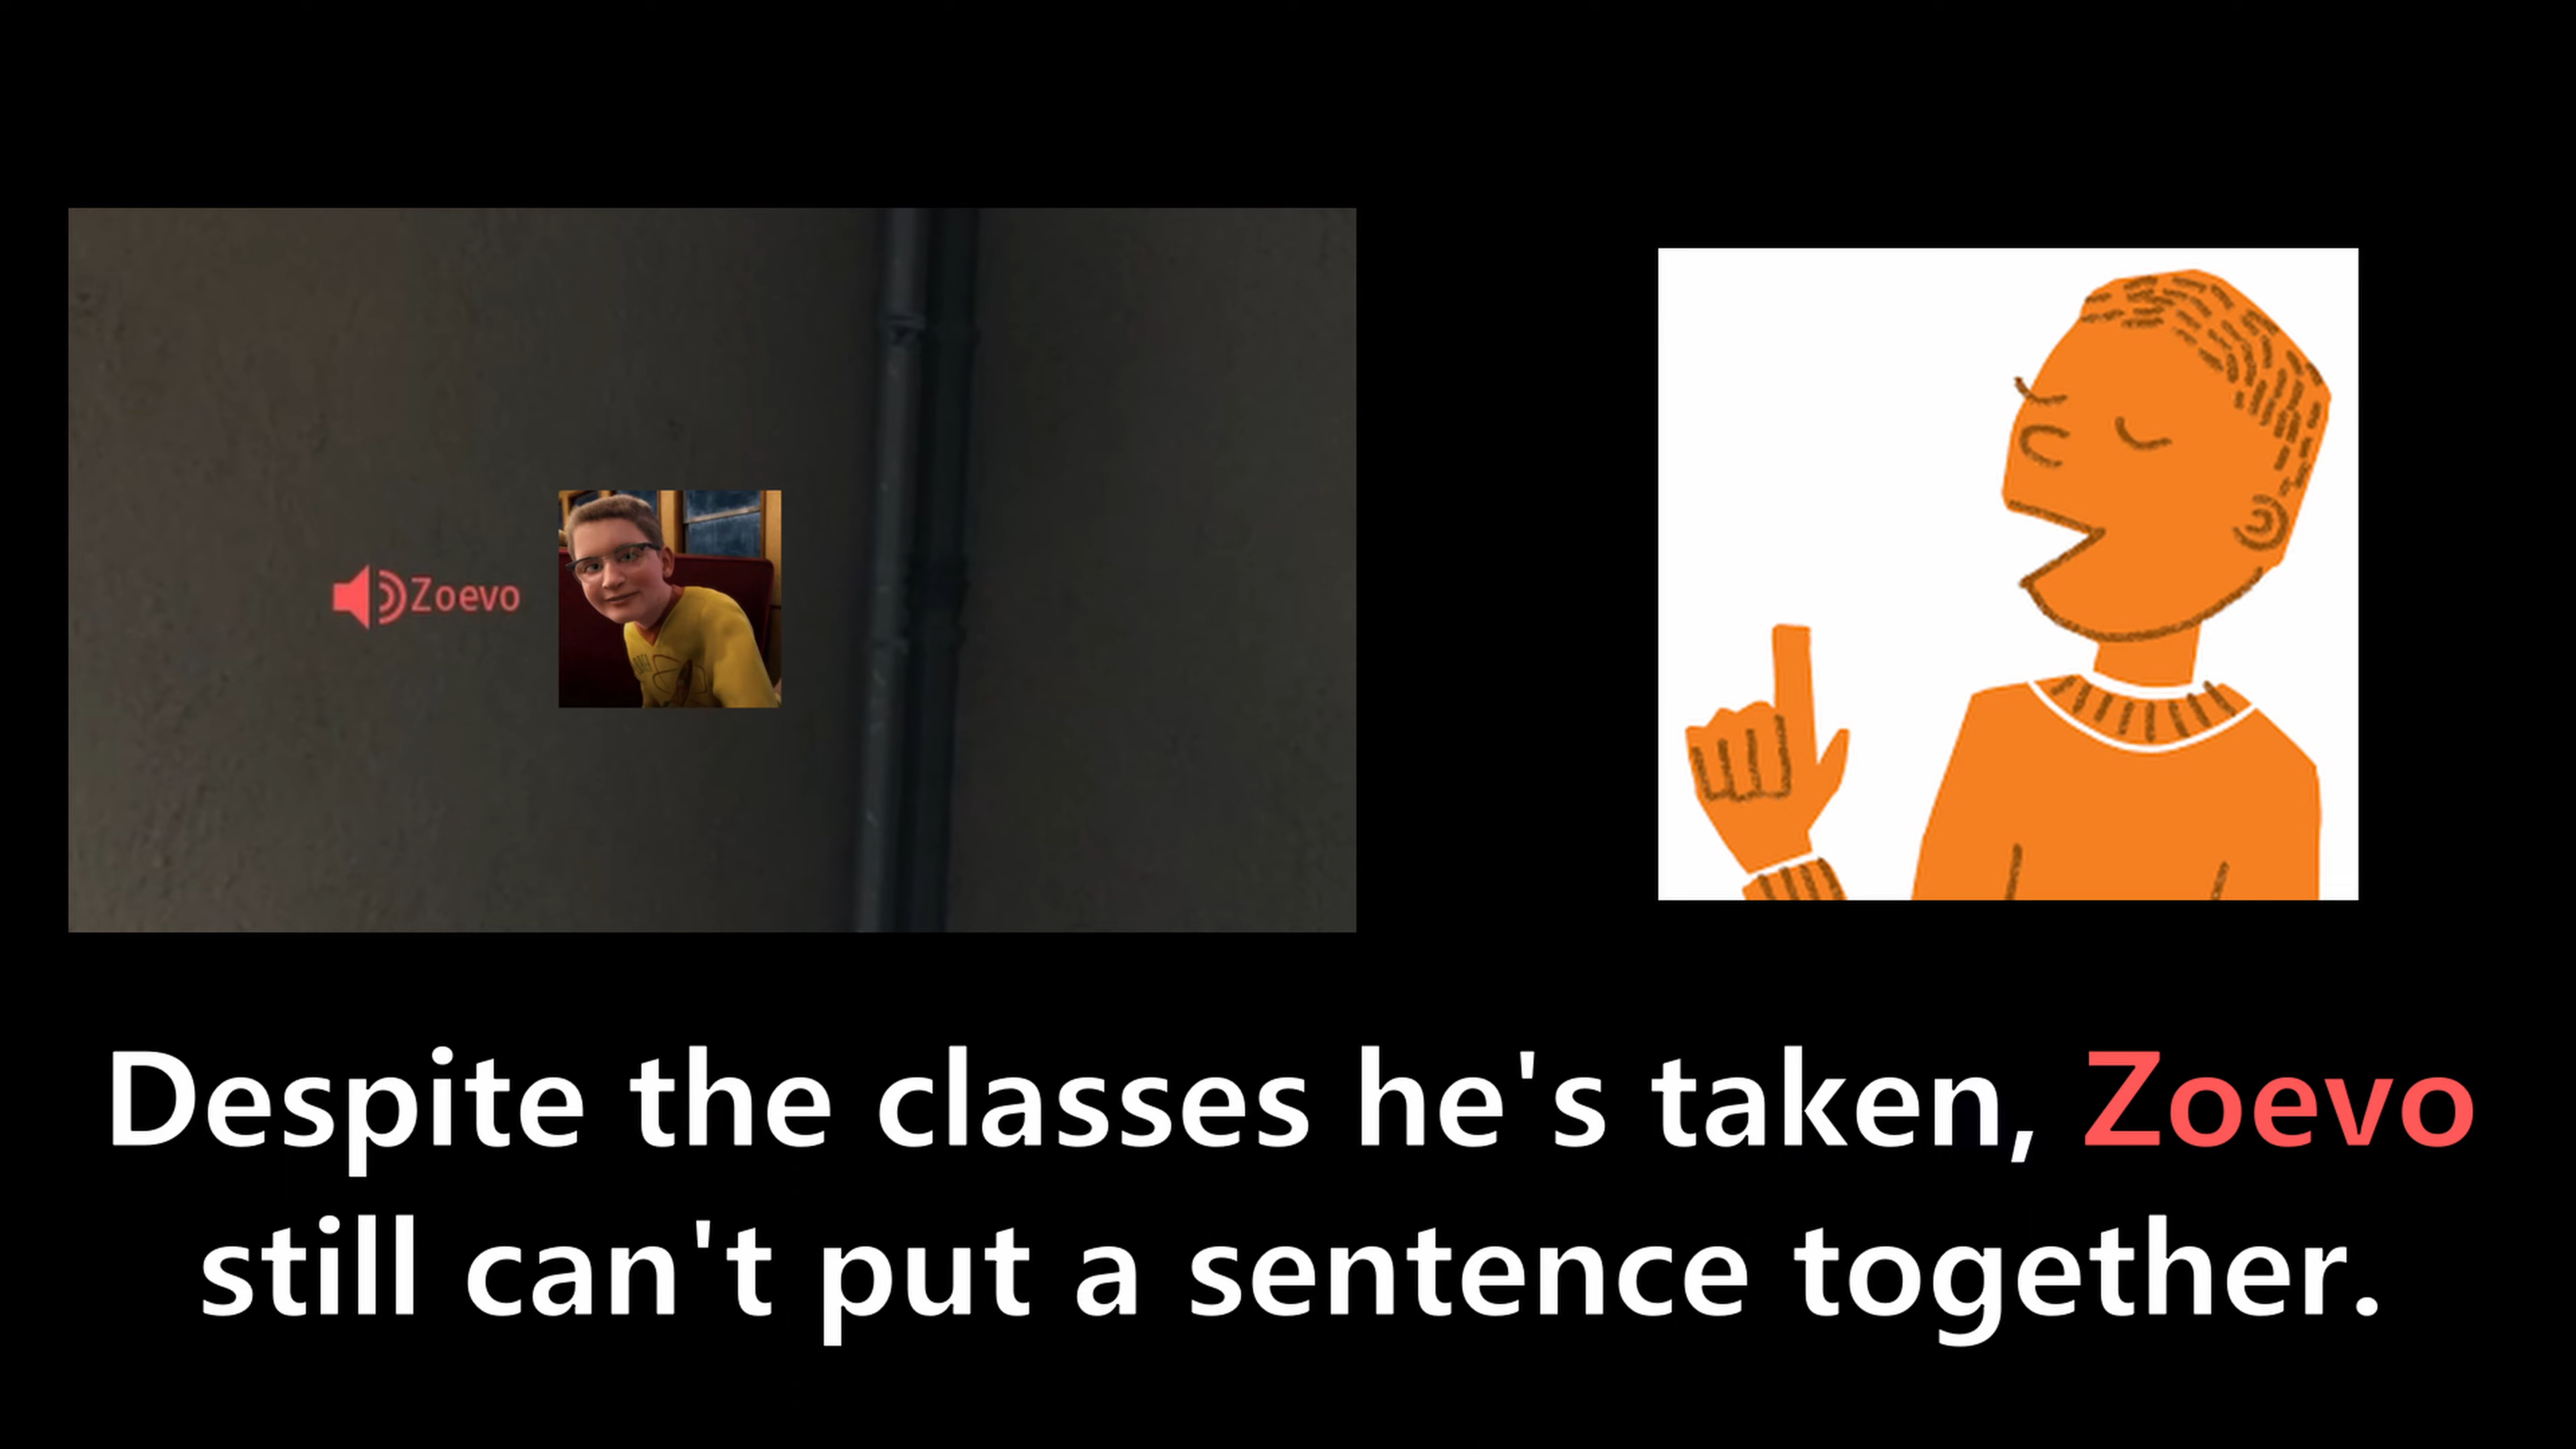 Zoevo
Despite the classes he's taken, Zoevo
still can't put a sentence together.